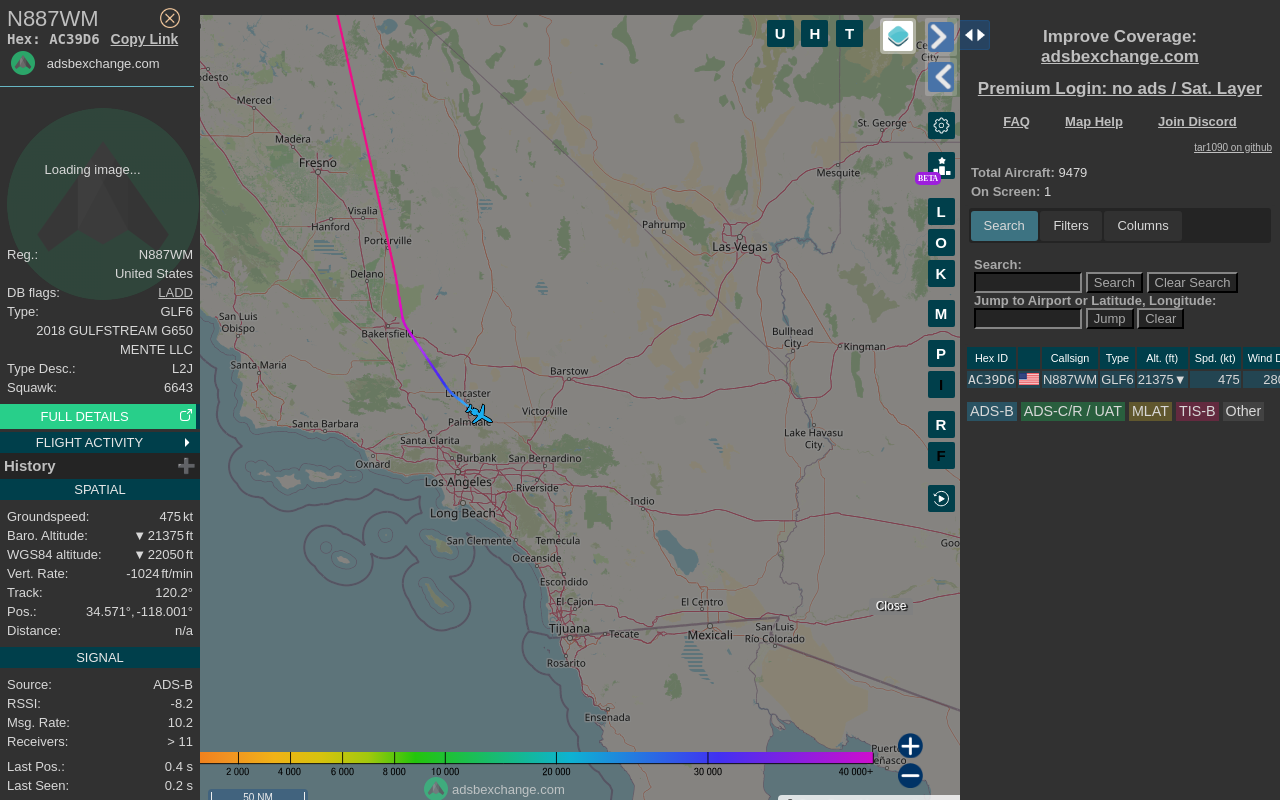 N887WM
Hex: AC39D6 Copy Link
adsbexchange.com
Loading image...
Reg.: N887WM
United States
DB flags: LADD
Type: GLF6
2018 GULFSTREAM G650
MENTE LLC
Type Desc.: L2J
Squawk: 6643
FULL DETAILS
FLIGHT ACTIVITY
History
SPATIAL
Groundspeed: 475 kt
Baro. Altitude: ▼ 21375 ft
WGS84 altitude: ▼ 22050 ft
Vert. Rate: -1024 ft/min
Track: 120.2°
Pos.: 34.571°, -118.001°
Distance: n/a
SIGNAL
Source: ADS-B
RSSI: -8.2
Msg. Rate: 10.2
Receivers: > 11
Last Pos.: 0.4 s
Last Seen: 0.2 s
U H T
City
Merced
Madera
Fresno
St. George
Mesquite
Visalia
Hanford
Porterville
Pahrump
Las Vegas
Delano
San Luis
Obispo
Bakersfield
Bullhead
City
Kingman
Santa Maria
Barstow
Lancaster
Palmdale
Victorville
Santa Barbara
Santa Clarita
Lake Havasu
City
Oxnard
Burbank
San Bernardino
Los Angeles
Riverside
Indio
Long Beach
San Clemente
Temecula
Oceanside
Escondido
El Cajon
El Centro
Tijuana
Tecate
Mexicali
San Luis
Río Colorado
Rosarito
Ensenada
Goo
BETA
L
O
K
M
P
I
R
F
Close
2 000 4 000 6 000 8 000 10 000 20 000 30 000 40 000+
adsbexchange.com
50 NM
Improve Coverage:
adsbexchange.com
Premium Login: no ads / Sat. Layer
FAQ Map Help Join Discord
tar1090 on github
Total Aircraft: 9479
On Screen: 1
Search Filters Columns
Search:
Search Clear Search
Jump to Airport or Latitude, Longitude:
Jump Clear
Hex ID Callsign Type Alt. (ft) Spd. (kt) Wind D
AC39D6 N887WM GLF6 21375▼ 475 280
ADS-B ADS-C/R / UAT MLAT TIS-B Other